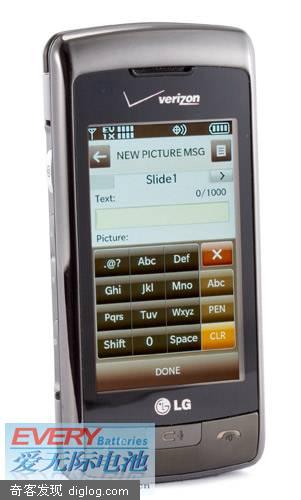 verizon
EV
1X
NEW PICTURE MSG
Slide1
Text: 0/1000
Picture:
.@? Abc Def X
Ghi Jkl Mno Abc
Pqrs Tuv Wxyz PEN
Shift 0 Space CLR
DONE
LG
EVERY Batteries
爱无际电池
奇客发现 diglog.com